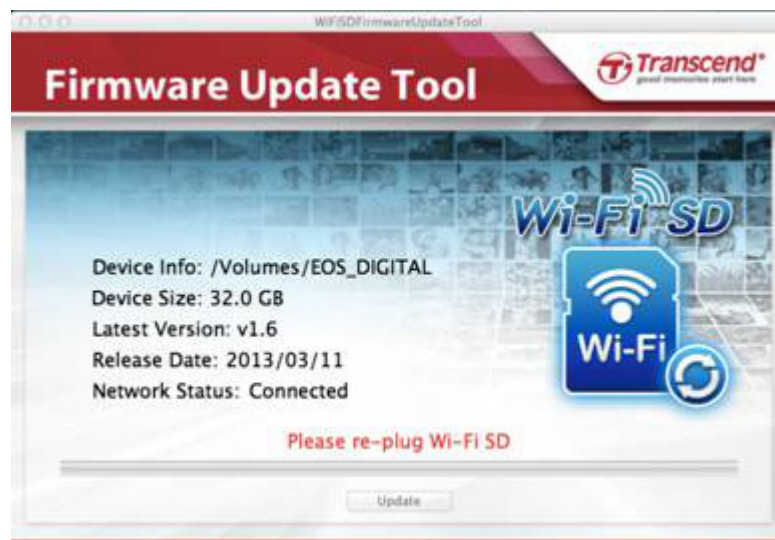 WiFiSDFirmwareUpdateTool
Firmware Update Tool
Transcend®
good memories start here
Wi-Fi SD
Device Info: /Volumes/EOS_DIGITAL
Device Size: 32.0 GB
Latest Version: v1.6
Release Date: 2013/03/11
Network Status: Connected
Wi-Fi
Please re-plug Wi-Fi SD
Update